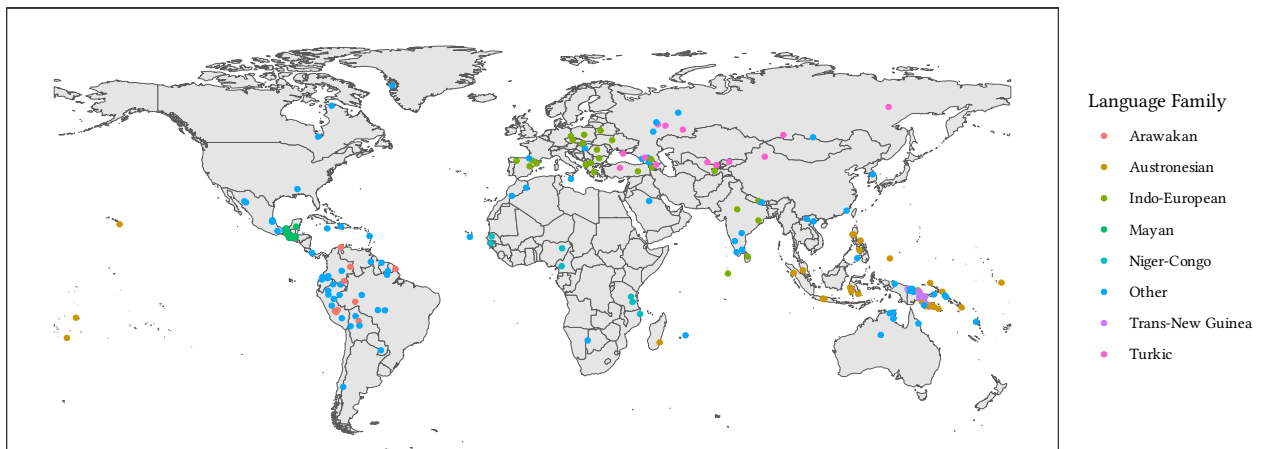 Language Family
Arawakan
Austronesian
Indo-European
Mayan
Niger-Congo
Other
Trans-New Guinea
Turkic